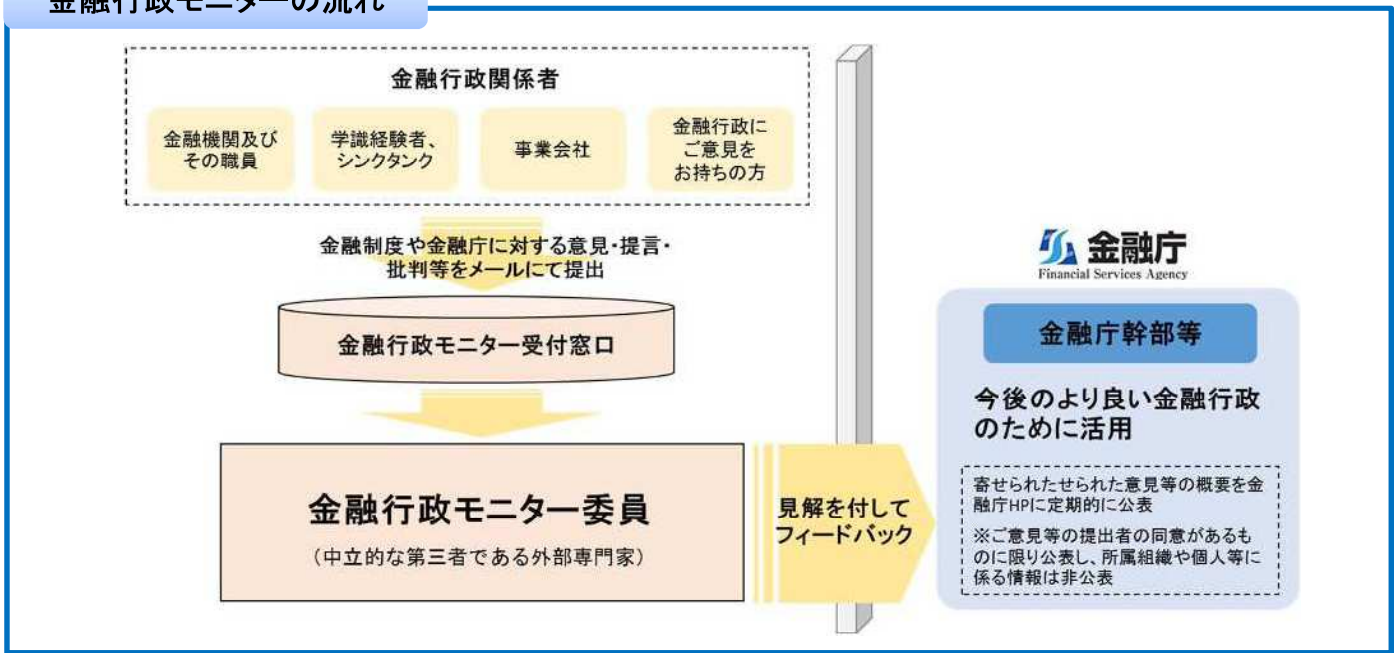 金融行政モニターの流れ
金融行政関係者
金融機関及び
その職員
学識経験者、
シンクタンク
事業会社
金融行政に
ご意見を
お持ちの方
金融制度や金融庁に対する意見・提言・
批判等をメールにて提出
金融行政モニター受付窓口
金融行政モニター委員
（中立的な第三者である外部専門家）
見解を付して
フィードバック
金融庁
Financial Services Agency
金融庁幹部等
今後のより良い金融行政
のために活用
寄せられたせられた意見等の概要を金
融庁HPに定期的に公表
※ご意見等の提出者の同意があるも
のに限り公表し、所属組織や個人等に
係る情報は非公表